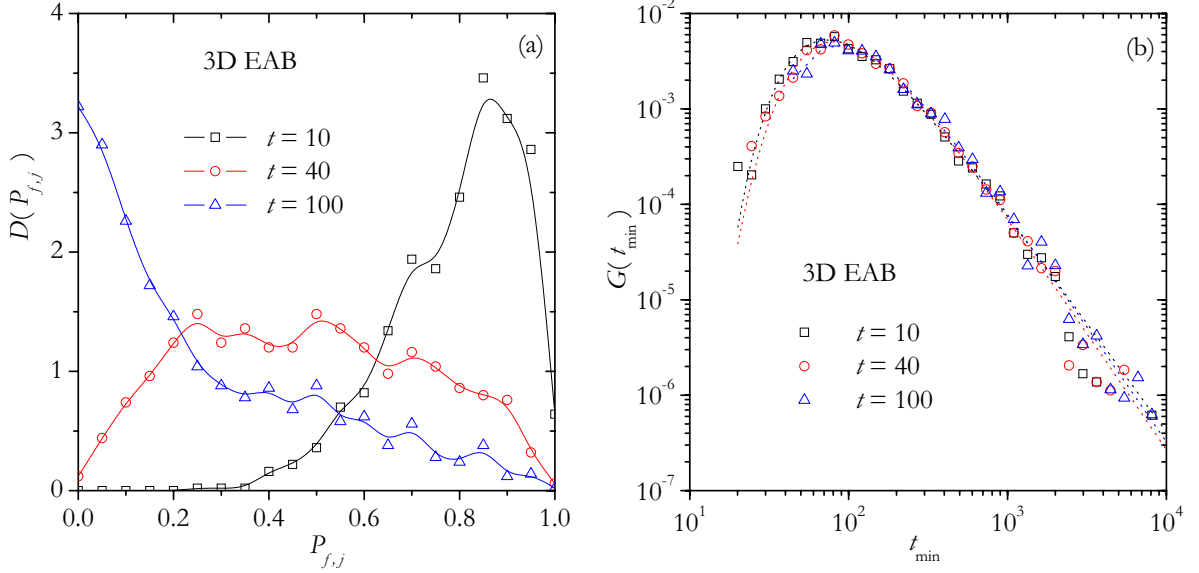 (a)
3D EAB
t = 10
t = 40
t = 100
D(P_{f,j})
4
3
2
1
0
0.0 0.2 0.4 0.6 0.8 1.0
P_{f,j}
(b)
3D EAB
t = 10
t = 40
t = 100
G(t_{min})
10^{-2}
10^{-3}
10^{-4}
10^{-5}
10^{-6}
10^{-7}
10^{1} 10^{2} 10^{3} 10^{4}
t_{min}